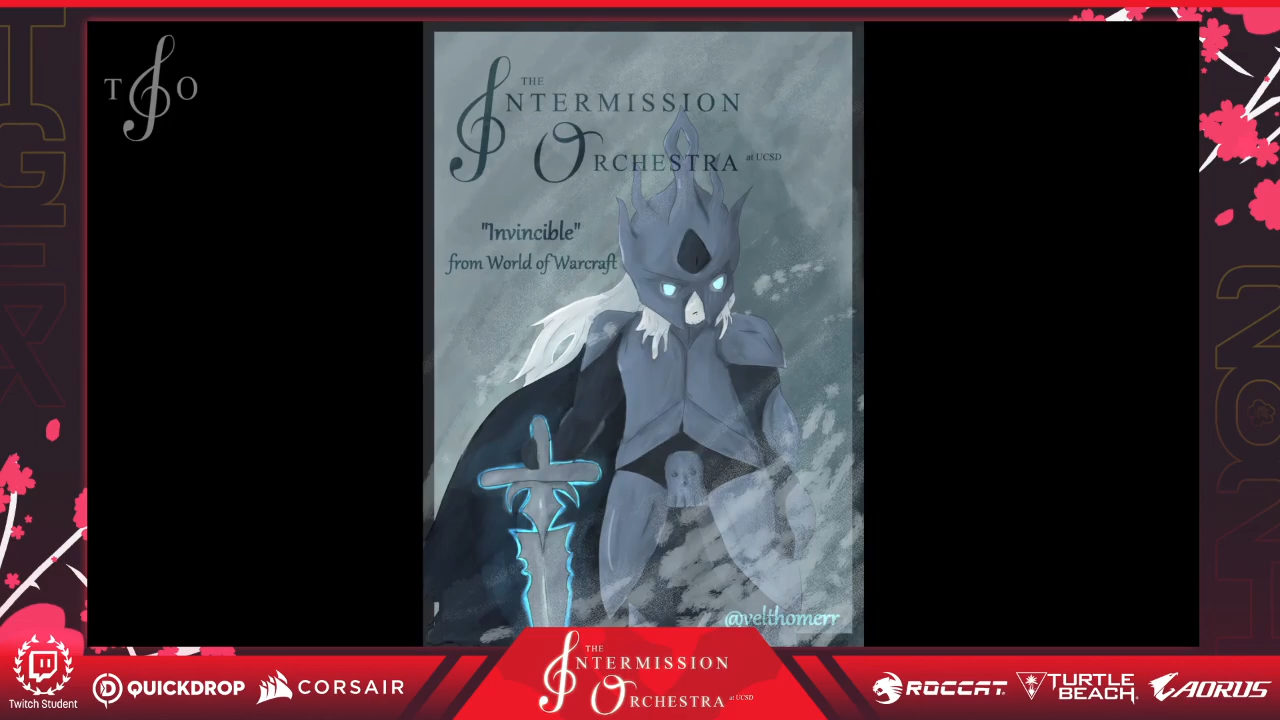 T O
THE
INTERMISSION
ORCHESTRA at UCSD
"Invincible"
from World of Warcraft
@velthomerr
Twitch Student
QUICKDROP
CORSAIR
THE
INTERMISSION
ORCHESTRA at UCSD
ROCCAT
TURTLE
BEACH
AORUS